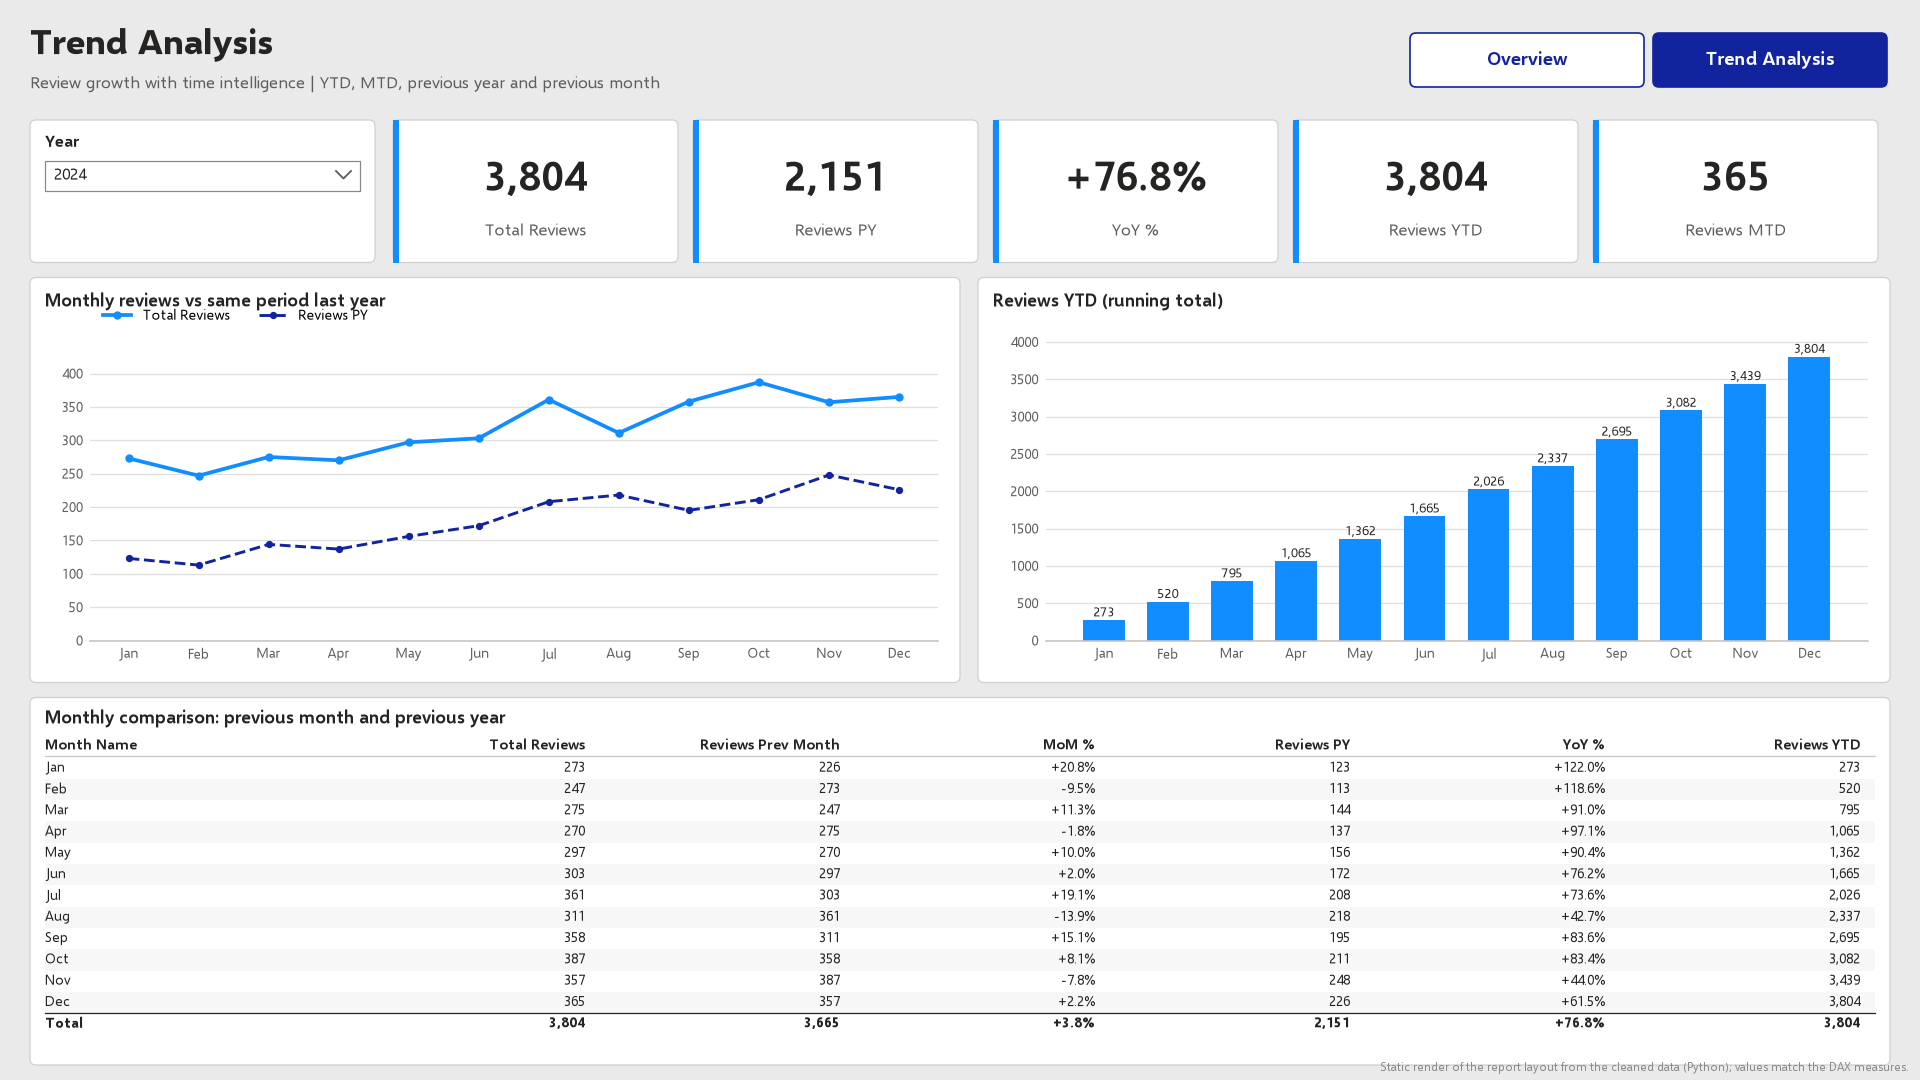 Trend Analysis
Review growth with time intelligence | YTD, MTD, previous year and previous month
Overview
Trend Analysis
Year
2024
3,804
Total Reviews
2,151
Reviews PY
+76.8%
YoY %
3,804
Reviews YTD
365
Reviews MTD
Monthly reviews vs same period last year
Total Reviews Reviews PY
400
350
300
250
200
150
100
50
0
Jan Feb Mar Apr May Jun Jul Aug Sep Oct Nov Dec
Reviews YTD (running total)
4000
3500
3000
2500
2000
1500
1000
500
0
273 520 795 1,065 1,362 1,665 2,026 2,337 2,695 3,082 3,439 3,804
Jan Feb Mar Apr May Jun Jul Aug Sep Oct Nov Dec
Monthly comparison: previous month and previous year
Month Name Total Reviews Reviews Prev Month MoM % Reviews PY YoY % Reviews YTD
Jan 273 226 +20.8% 123 +122.0% 273
Feb 247 273 -9.5% 113 +118.6% 520
Mar 275 247 +11.3% 144 +91.0% 795
Apr 270 275 -1.8% 137 +97.1% 1,065
May 297 270 +10.0% 156 +90.4% 1,362
Jun 303 297 +2.0% 172 +76.2% 1,665
Jul 361 303 +19.1% 208 +73.6% 2,026
Aug 311 361 -13.9% 218 +42.7% 2,337
Sep 358 311 +15.1% 195 +83.6% 2,695
Oct 387 358 +8.1% 211 +83.4% 3,082
Nov 357 387 -7.8% 248 +44.0% 3,439
Dec 365 357 +2.2% 226 +61.5% 3,804
Total 3,804 3,665 +3.8% 2,151 +76.8% 3,804
Static render of the report layout from the cleaned data (Python); values match the DAX measures.